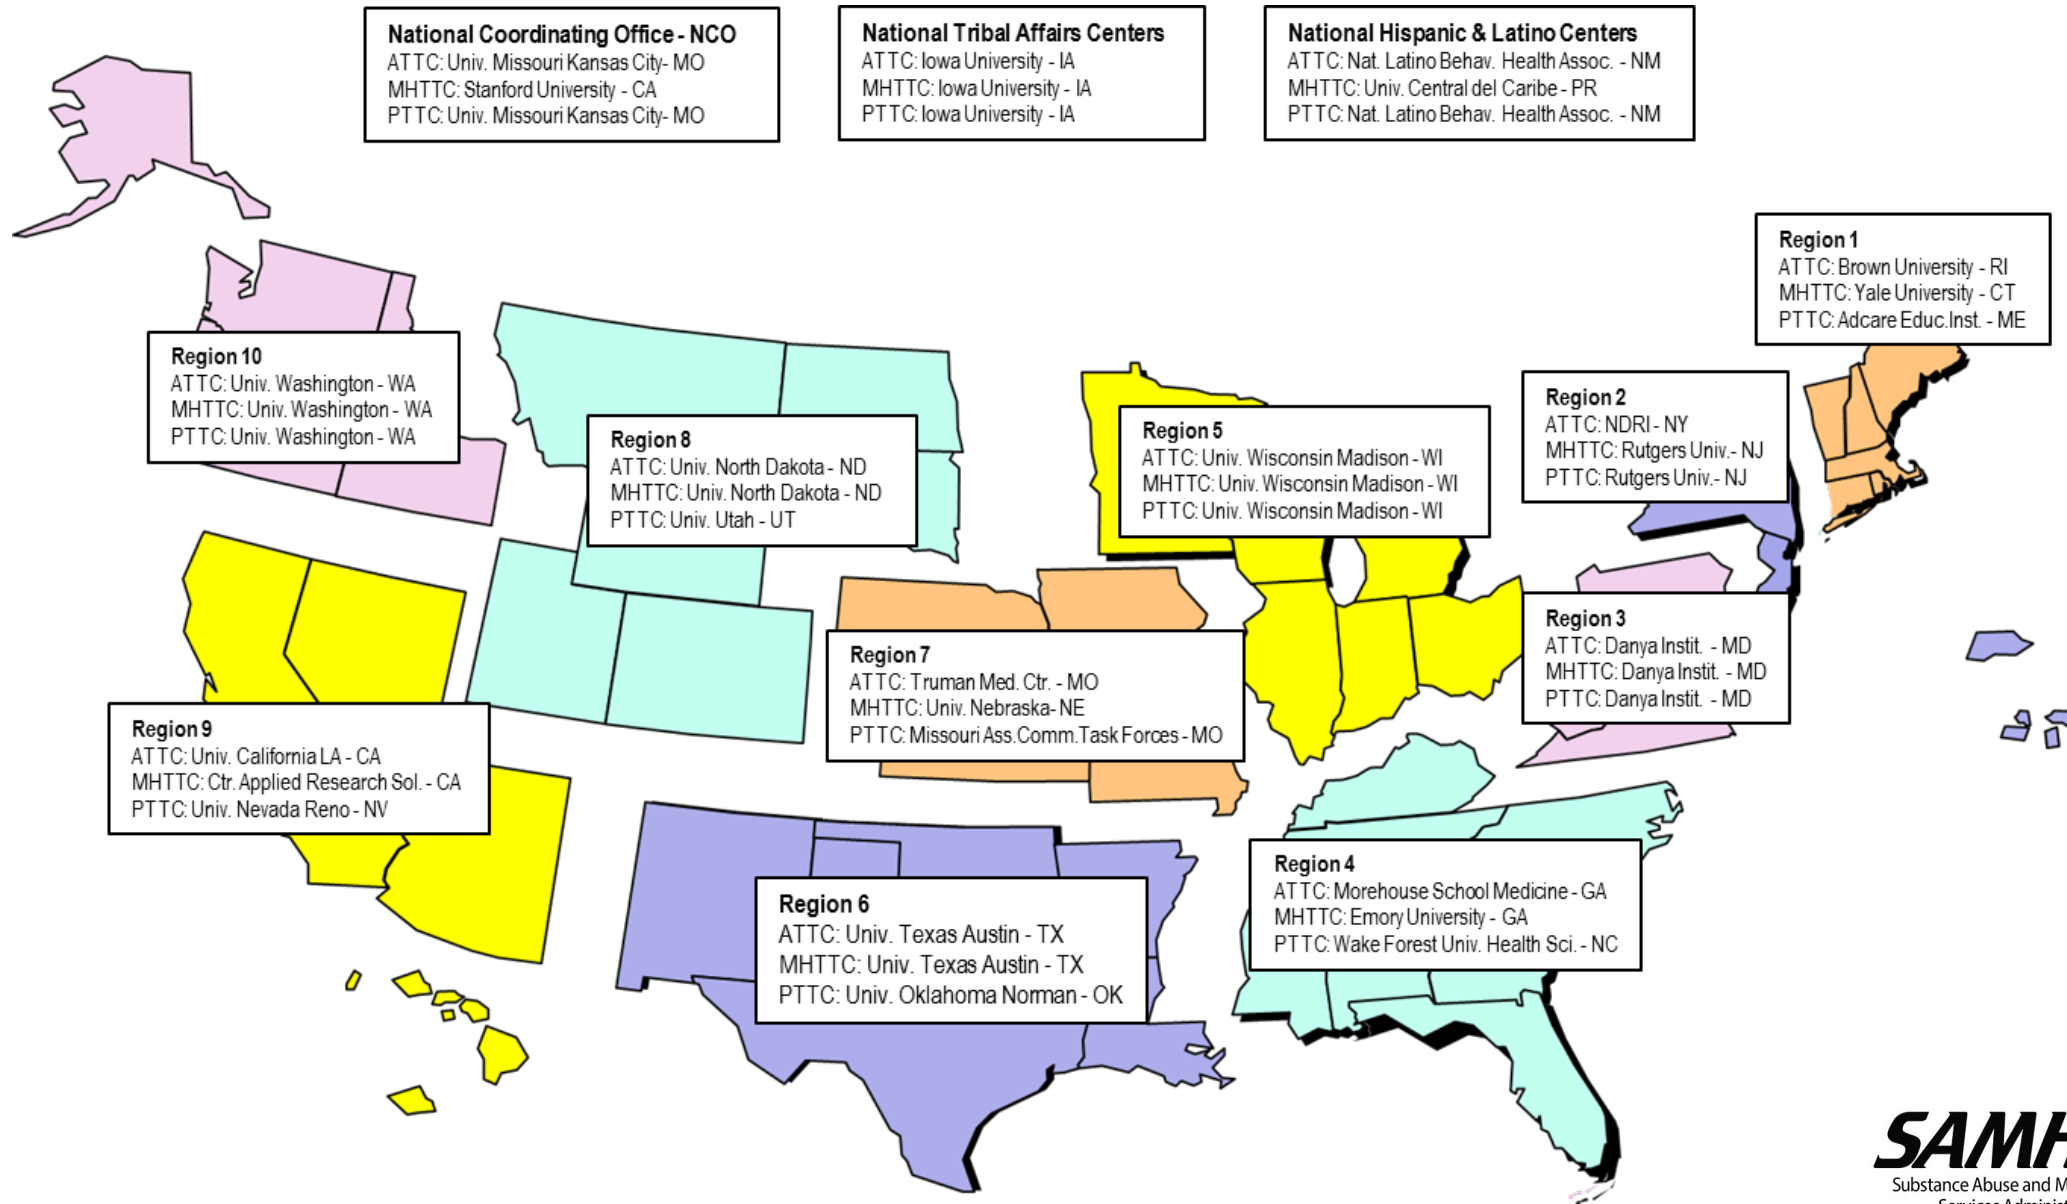 National Coordinating Office - NCO
ATTC: Univ. Missouri Kansas City- MO
MHTTC: Stanford University - CA
PTTC: Univ. Missouri Kansas City- MO
National Tribal Affairs Centers
ATTC: Iowa University - IA
MHTTC: Iowa University - IA
PTTC: Iowa University - IA
National Hispanic & Latino Centers
ATTC: Nat. Latino Behav. Health Assoc. - NM
MHTTC: Univ. Central del Caribe - PR
PTTC: Nat. Latino Behav. Health Assoc. - NM
Region 1
ATTC: Brown University - RI
MHTTC: Yale University - CT
PTTC: Adcare Educ.Inst. - ME
Region 10
ATTC: Univ. Washington - WA
MHTTC: Univ. Washington - WA
PTTC: Univ. Washington - WA
Region 8
ATTC: Univ. North Dakota - ND
MHTTC: Univ. North Dakota - ND
PTTC: Univ. Utah - UT
Region 5
ATTC: Univ. Wisconsin Madison - WI
MHTTC: Univ. Wisconsin Madison - WI
PTTC: Univ. Wisconsin Madison - WI
Region 2
ATTC: NDRI - NY
MHTTC: Rutgers Univ.- NJ
PTTC: Rutgers Univ.- NJ
Region 3
ATTC: Danya Instit. - MD
MHTTC: Danya Instit. - MD
PTTC: Danya Instit. - MD
Region 7
ATTC: Truman Med. Ctr. - MO
MHTTC: Univ. Nebraska- NE
PTTC: Missouri Ass.Comm.Task Forces - MO
Region 9
ATTC: Univ. California LA - CA
MHTTC: Ctr. Applied Research Sol. - CA
PTTC: Univ. Nevada Reno - NV
Region 6
ATTC: Univ. Texas Austin - TX
MHTTC: Univ. Texas Austin - TX
PTTC: Univ. Oklahoma Norman - OK
Region 4
ATTC: Morehouse School Medicine - GA
MHTTC: Emory University - GA
PTTC: Wake Forest Univ. Health Sci. - NC
SAMH
Substance Abuse and M
Services Administ